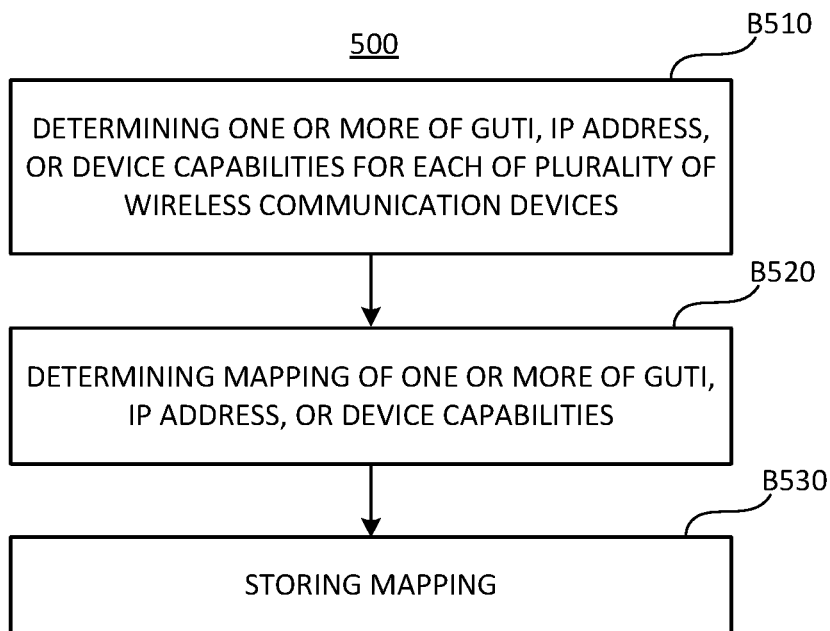 500
B510
DETERMINING ONE OR MORE OF GUTI, IP ADDRESS,
OR DEVICE CAPABILITIES FOR EACH OF PLURALITY OF
WIRELESS COMMUNICATION DEVICES
B520
DETERMINING MAPPING OF ONE OR MORE OF GUTI,
IP ADDRESS, OR DEVICE CAPABILITIES
B530
STORING MAPPING